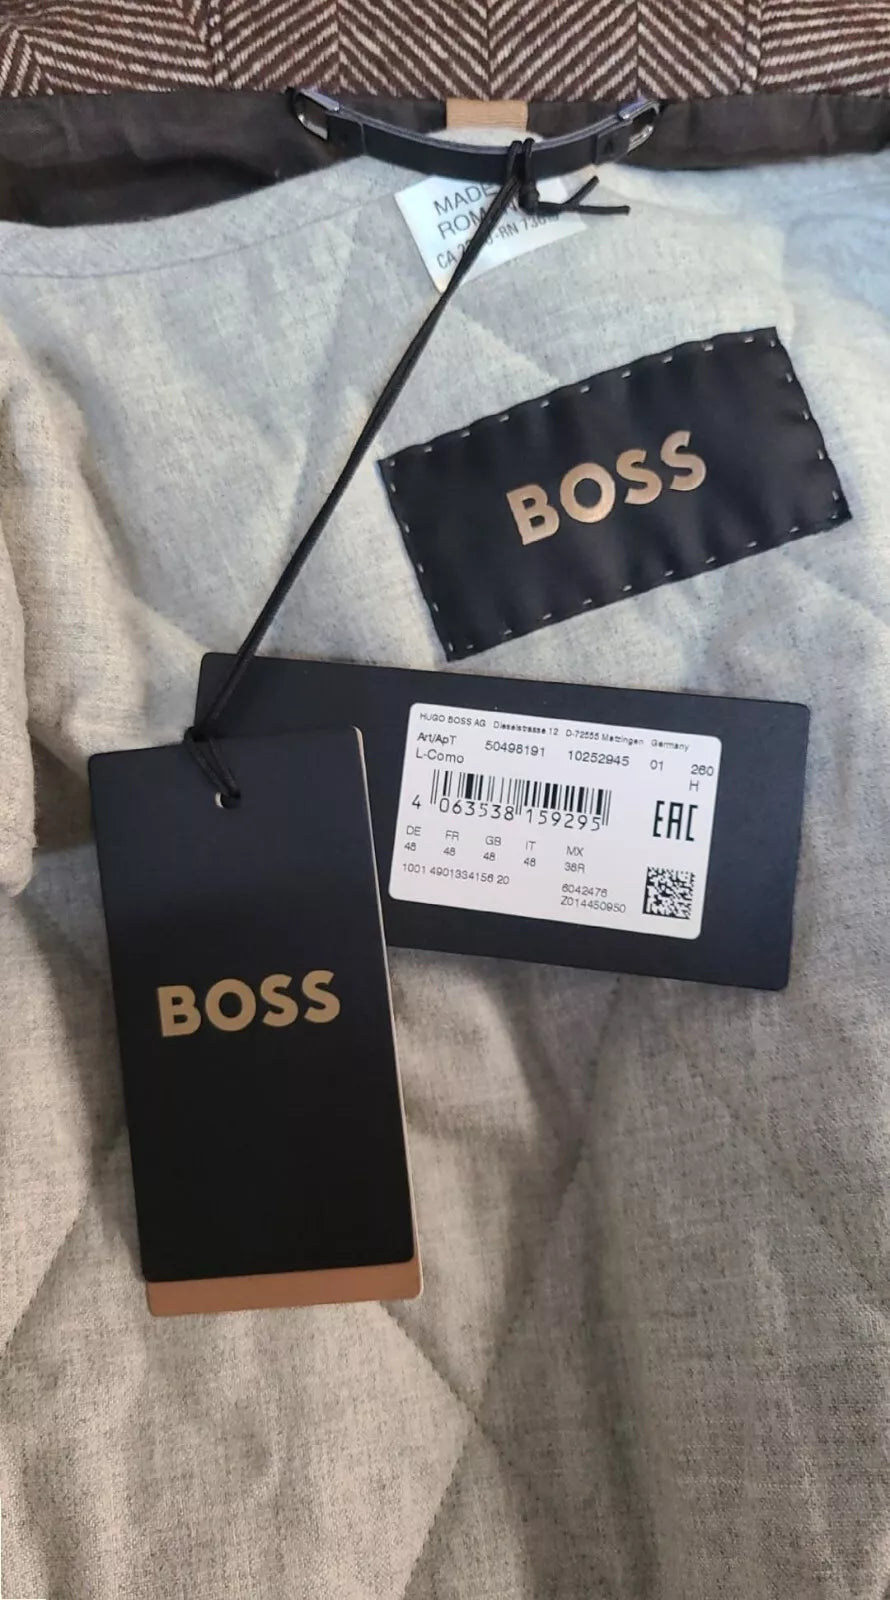 MADE
CA
BOSS
HUGO BOSS AG Dieselstrasse 12 D-72555 Metzingen Germany
Art/ApT 50498191 10252945 01 260
L-Como H
4 063538 159295
EAC
DE FR GB IT MX
48 48 48 48 38R
1001 4901334156 20 6042476
Z014450950
BOSS